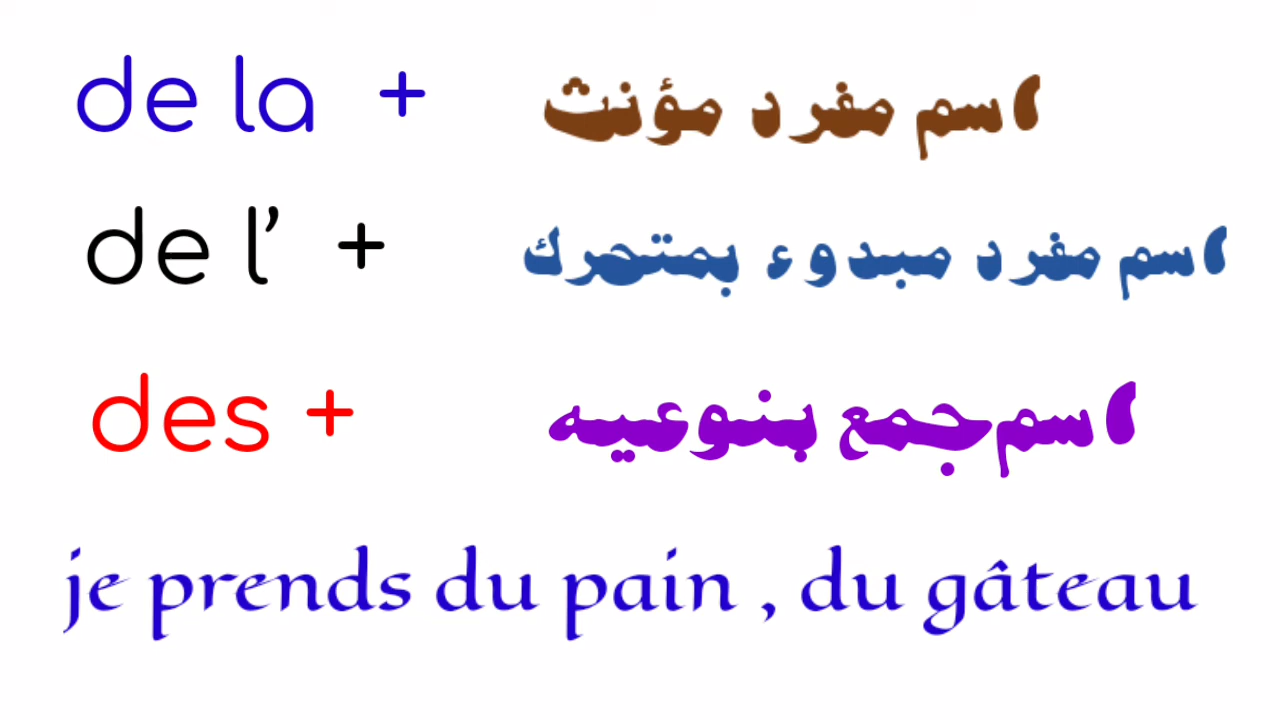 de la + اسم مفرد مؤنث
de l’ + اسم مفرد مبدوء بمتحرك
des + اسم جمع بنوعيه
je prends du pain , du gâteau